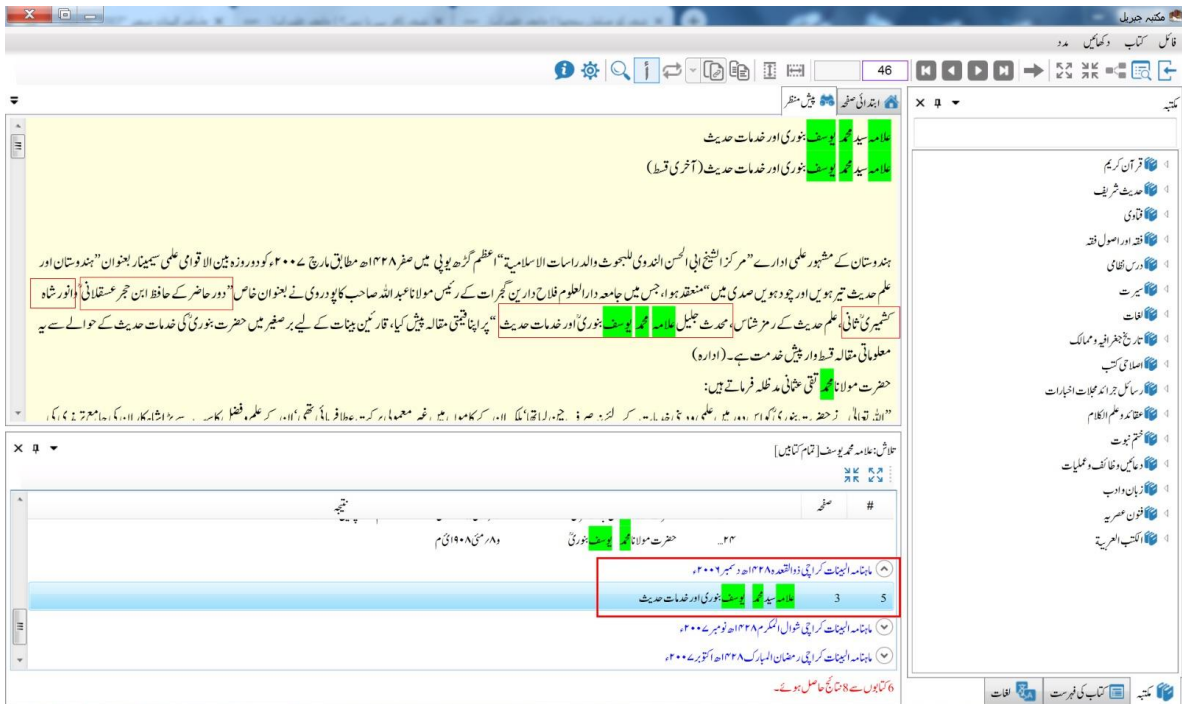 مکتبہ جبریل
فائل کتاب دکھائیں مدد
46
ابتدائی صفحہ پیش منظر
مکتبہ
علامہ سید محمد یوسف بنوری اور خدمات حدیث
علامہ سید محمد یوسف بنوری اور خدمات حدیث (آخری قسط)
ہندوستان کے مشہور علمی ادارے ”مرکز الشیخ ابی الحسن الندوی للبحوث والدراسات الاسلامیة“ اعظم گڑھ یوپی میں صفر ۱۴۲۸ھ مطابق مارچ ۲۰۰۷ء کو دوروزہ بین الاقوامی علمی سیمینار بعنوان ”ہندوستان اور
علم حدیث تیرہویں اور چودہویں صدی میں“ منعقد ہوا، جس میں جامعہ دارالعلوم فلاح دارین گجرات کے رئیس مولانا عبد اللہ صاحب کاپودروی نے بعنوان خاص ”دور حاضر کے حافظ ابن حجر عسقلانیؒ وانور شاہ
کشمیریؒ ثانی، علم حدیث کے رمز شناس، محدث جلیل علامہ محمد یوسف بنوریؒ اور خدمات حدیث“ پر اپنا قیمتی مقالہ پیش کیا، قارئین بینات کے لیے برصغیر میں حضرت بنوریؒ کی خدمات حدیث کے حوالے سے یہ
معلوماتی مقالہ قسط وار پیش خدمت ہے۔ (ادارہ)
حضرت مولانا محمد تقی عثمانی مدظلہ فرماتے ہیں:
قرآن کریم
حدیث شریف
فتاوی
فقہ اور اصول فقہ
درس نظامی
سیرت
لغات
تاریخ جغرافیہ و ممالک
اصلاحی کتب
رسائل جرائد مجلات اخبارات
عقائد و علم الکلام
ختم نبوت
دعائیں وظائف و عملیات
زبان و ادب
فنون عصریہ
الکتب العربیة
تلاش: علامہ محمد یوسف [تمام کتابیں]
# صفحہ نتیجہ
۲۴... حضرت مولانا محمد یوسف بنوریؒ
ماہنامہ البینات کراچی ذوالقعدہ ۱۴۲۸ھ دسمبر ۲۰۰۶ء
5 3 علامہ سید محمد یوسف بنوری اور خدمات حدیث
ماہنامہ البینات کراچی شوال المکرم ۱۴۲۸ھ نومبر ۲۰۰۷ء
ماہنامہ البینات کراچی رمضان المبارک ۱۴۲۸ھ اکتوبر ۲۰۰۷ء
6 کتابوں سے 8 نتائج حاصل ہوئے۔
مکتبہ کتاب کی فہرست لغات